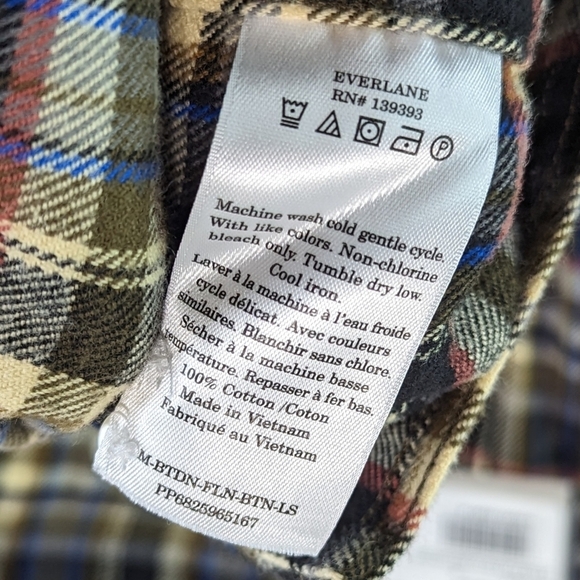 EVERLANE
RN# 139393
P
Machine wash cold gentle cycle.
With like colors. Non-chlorine
bleach only. Tumble dry low.
Cool iron.
Laver à la machine à l'eau froide
cycle délicat. Avec couleurs
similaires. Blanchir sans chlore.
Sécher à la machine basse
température. Repasser à fer bas.
100% Cotton /Coton
Made in Vietnam
Fabriqué au Vietnam
M-BTDN-FLN-BTN-LS
PP6825965167